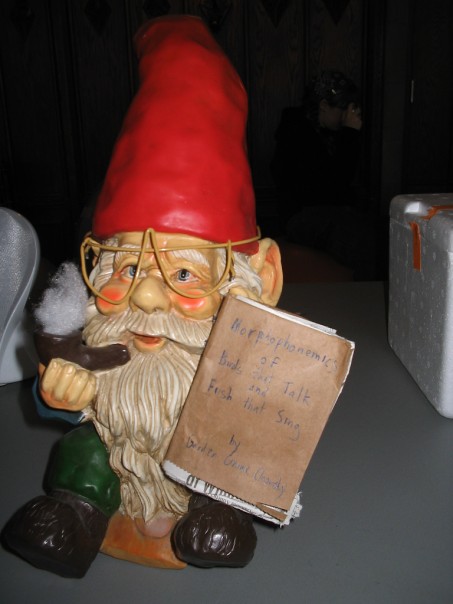 Morphophonemics
of
Birds that Talk
and
Fish that Sing
by
Doctor Gnome Chomsky